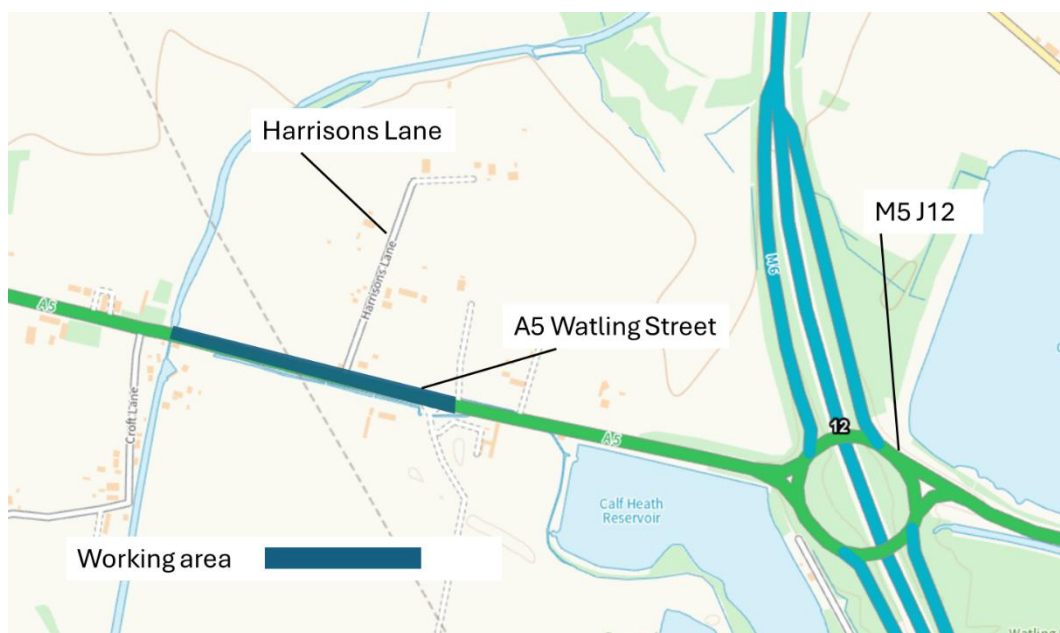 Harrisons Lane
M5 J12
M6
Harrisons Lane
A5
A5 Watling Street
12
Croft Lane
A5
Calf Heath
Reservoir
Working area